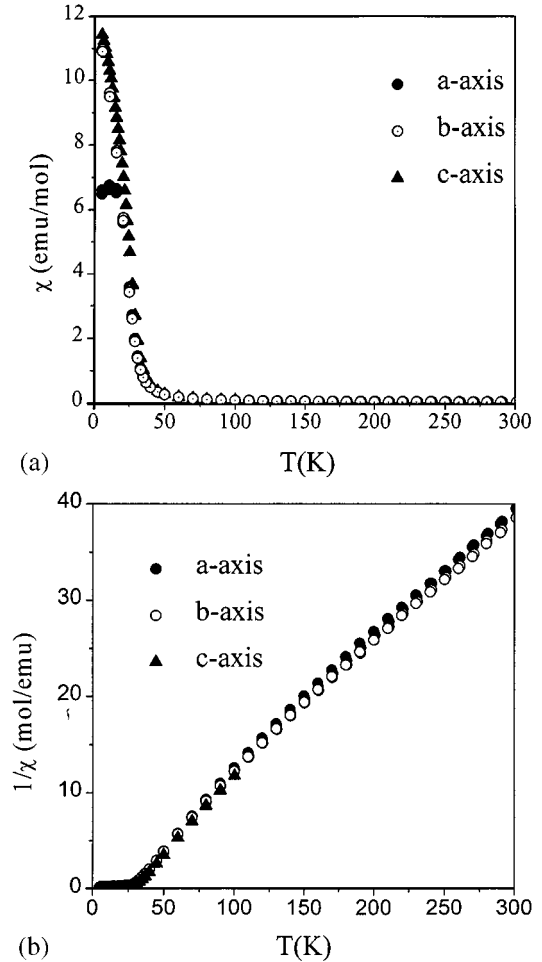 12
10
8
6
4
2
0
χ (emu/mol)
a-axis
b-axis
c-axis
0 50 100 150 200 250 300
(a) T(K)
40
30
20
10
0
1/χ (mol/emu)
a-axis
b-axis
c-axis
0 50 100 150 200 250 300
(b) T(K)